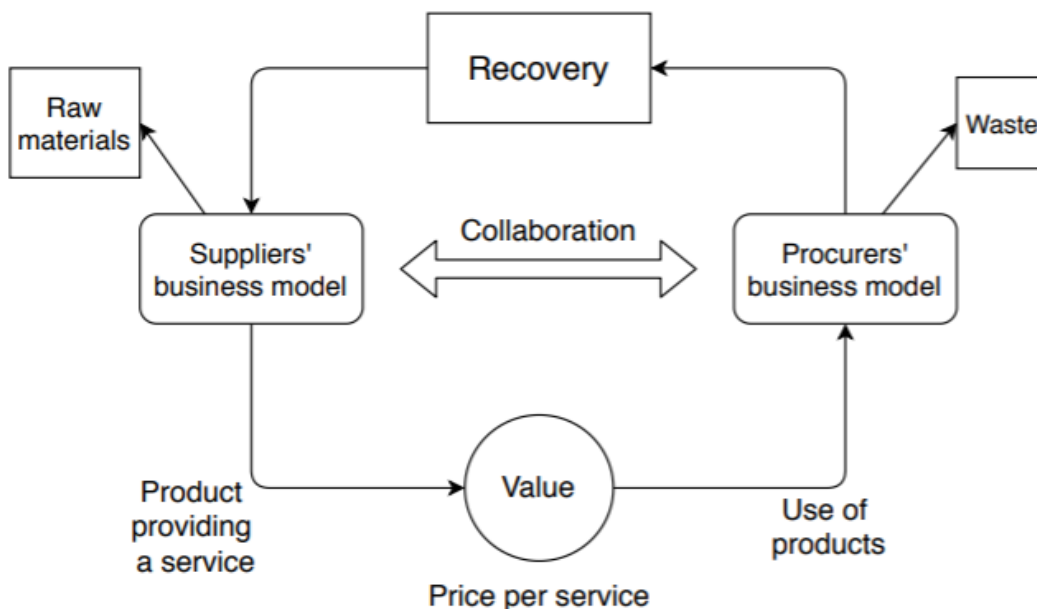 Recovery
Raw
materials
Waste
Collaboration
Suppliers'
business model
Procurers'
business model
Value
Product
providing
a service
Use of
products
Price per service